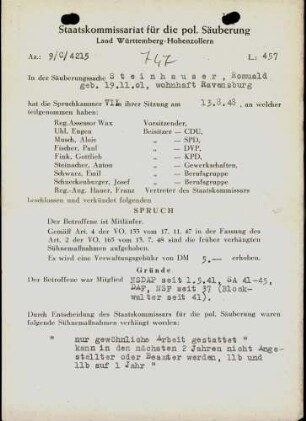 Staatskommissariat für die pol. Säuberung
Land Württemberg-Hohenzollern
Az.: 9/C/4215
747
L.: 457
In der Säuberungssache Steinhauser, Romuald
geb. 19.11.01, wohnhaft Ravensburg
hat die Spruchkammer VII in ihrer Sitzung am 13.8.48, an welcher
teilgenommen haben:
Reg.Assessor Wax Vorsitzender,
Uhl, Eugen Beisitzer — CDU,
Musch, Alois „ — SPD,
Fischer, Paul „ — DVP,
Fink, Gottlieb „ — KPD,
Steinacher, Anton „ — Gewerkschaften,
Schwarz, Emil „ — Berufsgruppe
Schneckenburger, Josef „ — Berufsgruppe
Reg.-Ang. Hauer, Franz Vertreter des Staatskommissars
beschlossen und verkündet folgenden
SPRUCH
Der Betroffene ist Mitläufer.
Gemäß Art. 4 der VO 133 vom 17. 11. 47 in der Fassung des
Art. 2 der VO. 165 vom 13. 7. 48 sind die früher verhängten
Sühnemaßnahmen aufgehoben.
Es wird eine Verwaltungsgebühr von DM 5,-- erhoben.
Gründe
Der Betroffene war Mitglied NSDAP seit 1.5.41, SA 41-45,
DAF, NSF seit 37 (Block-
walter seit 41).
Durch Entscheidung des Staatskommissars für die pol. Säuberung waren
folgende Sühnemaßnahmen verhängt worden:
" nur gewöhnliche Arbeit gestattet "
kann in den nächsten 2 Jahren nicht Ange-
stellter oder Beamter werden, 11b und
11b auf 1 Jahr "